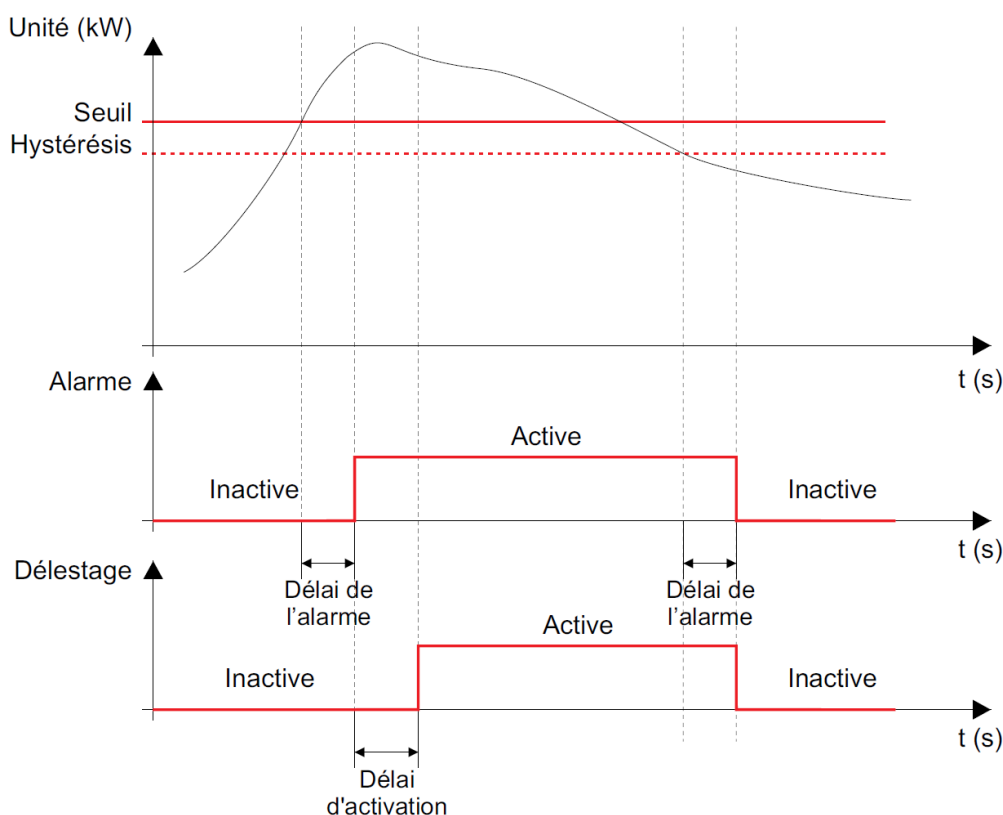 Unité (kW)
Seuil
Hystérésis
t (s)
Alarme
Active
Inactive
Inactive
t (s)
Délai de
l'alarme
Délai de
l'alarme
Délestage
Active
Inactive
Inactive
t (s)
Délai
d'activation